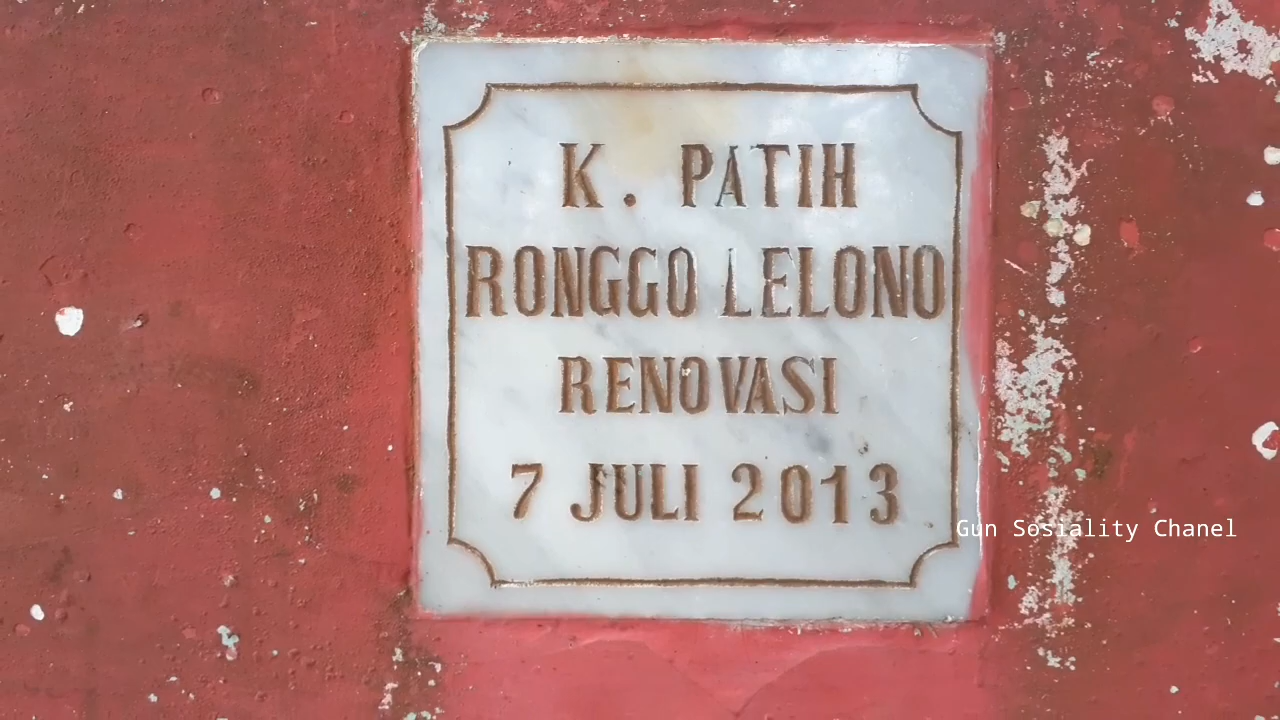 K. PATIH
RONGGO LELONO
RENOVASI
7 JULI 2013
Gun Sosiality Chanel